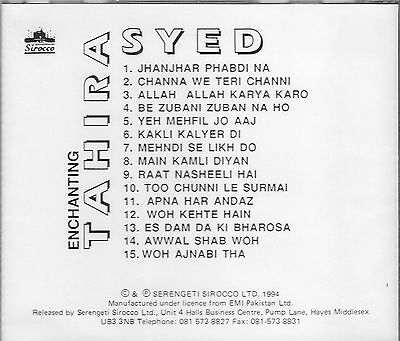 Sirocco
ENCHANTING
TAHIRA
SYED
1. JHANJHAR PHABDI NA
2. CHANNA WE TERI CHANNI
3. ALLAH ALLAH KARYA KARO
4. BE ZUBANI ZUBAN NA HO
5. YEH MEHFIL JO AAJ
6. KAKLI KALYER DI
7. MEHNDI SE LIKH DO
8. MAIN KAMLI DIYAN
9. RAAT NASHEELI HAI
10. TOO CHUNNI LE SURMAI
11. APNA HAR ANDAZ
12. WOH KEHTE HAIN
13. ES DAM DA KI BHAROSA
14. AWWAL SHAB WOH
15. WOH AJNABI THA
© & ℗ SERENGETI SIROCCO LTD. 1994
Manufactured under licence from EMI Pakistan Ltd.
Released by Serengeti Sirocco Ltd., Unit 4 Halls Business Centre, Pump Lane, Hayes Middlesex
UB3 3NB Telephone: 081 573 8827 Fax: 081-573 8831